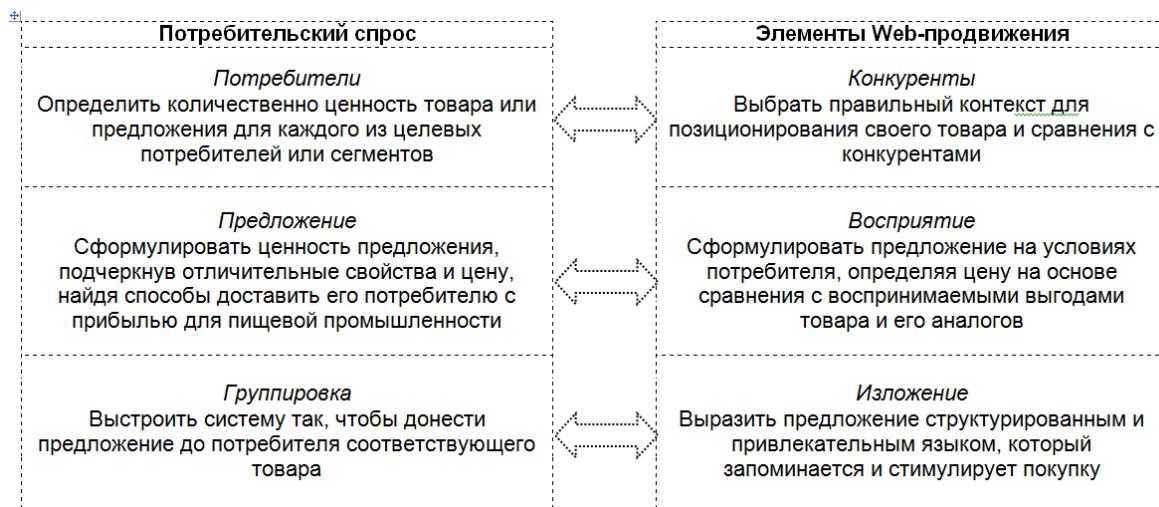 Потребительский спрос
Потребители
Определить количественно ценность товара или
предложения для каждого из целевых
потребителей или сегментов
Предложение
Сформулировать ценность предложения,
подчеркнув отличительные свойства и цену,
найдя способы доставить его потребителю с
прибылью для пищевой промышленности
Группировка
Выстроить систему так, чтобы донести
предложение до потребителя соответствующего
товара
Элементы Web-продвижения
Конкуренты
Выбрать правильный контекст для
позиционирования своего товара и сравнения с
конкурентами
Восприятие
Сформулировать предложение на условиях
потребителя, определяя цену на основе
сравнения с воспринимаемыми выгодами
товара и его аналогов
Изложение
Выразить предложение структурированным и
привлекательным языком, который
запоминается и стимулирует покупку